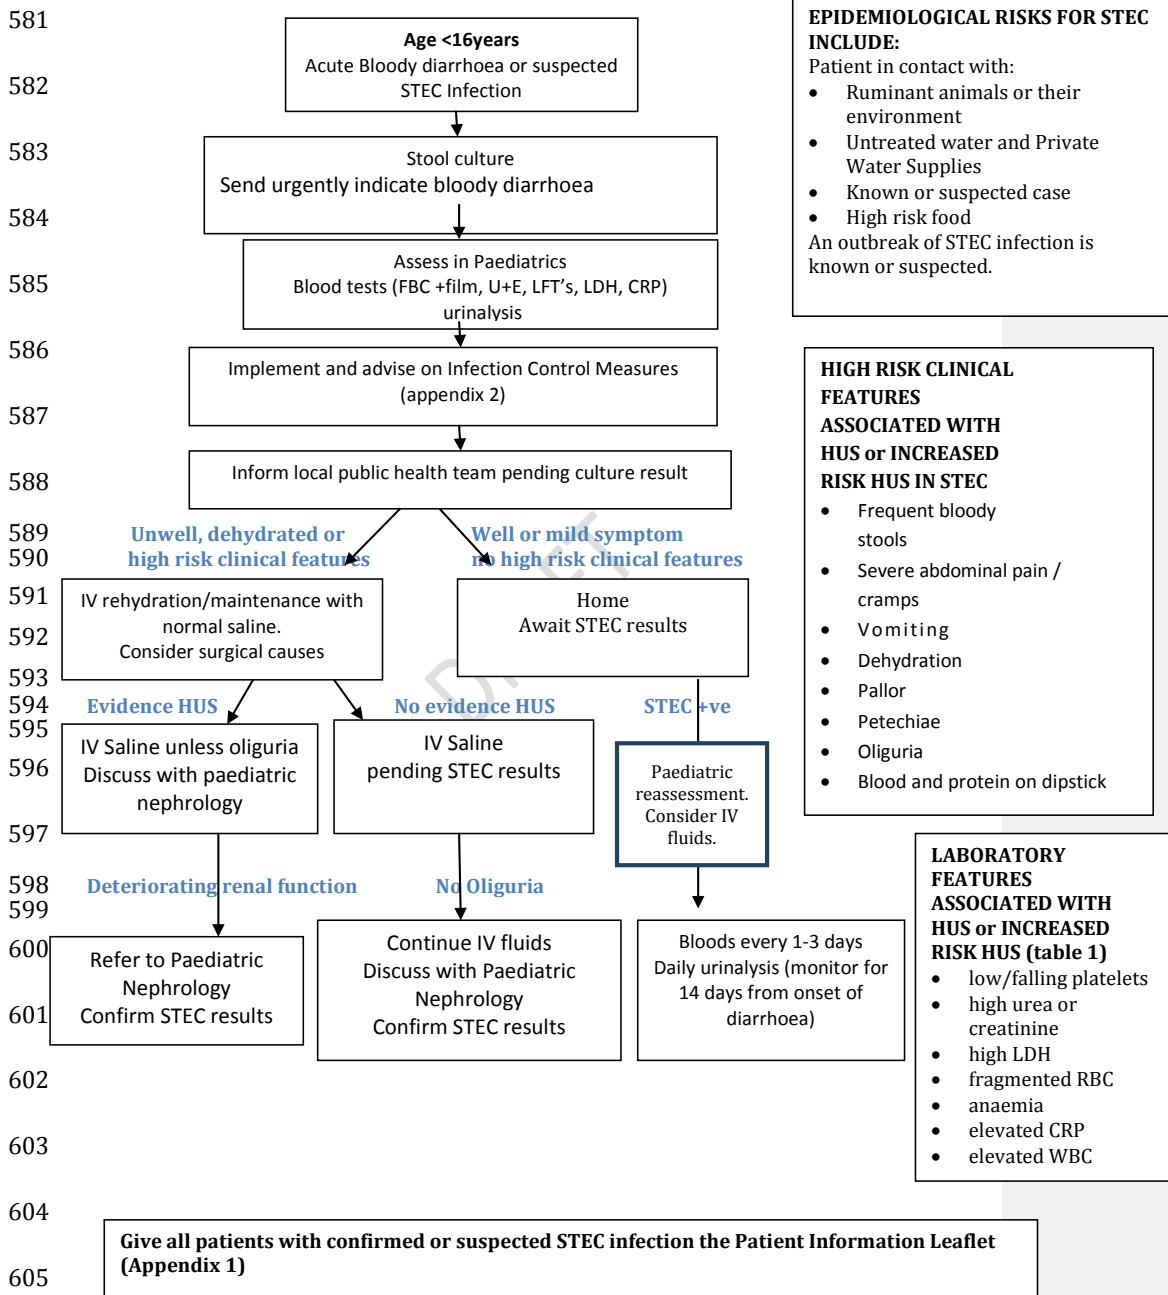 581
582
583
584
585
586
587
588
589
590
591
592
593
594
595
596
597
598
599
600
601
602
603
604
605
Age <16years
Acute Bloody diarrhoea or suspected
STEC Infection
Stool culture
Send urgently indicate bloody diarrhoea
Assess in Paediatrics
Blood tests (FBC +film, U+E, LFT's, LDH, CRP)
urinalysis
Implement and advise on Infection Control Measures
(appendix 2)
Inform local public health team pending culture result
Unwell, dehydrated or
high risk clinical features
Well or mild symptom
no high risk clinical features
IV rehydration/maintenance with
normal saline.
Consider surgical causes
Home
Await STEC results
Evidence HUS
No evidence HUS
STEC +ve
IV Saline unless oliguria
Discuss with paediatric
nephrology
IV Saline
pending STEC results
Paediatric
reassessment.
Consider IV
fluids.
Deteriorating renal function
No Oliguria
Refer to Paediatric
Nephrology
Confirm STEC results
Continue IV fluids
Discuss with Paediatric
Nephrology
Confirm STEC results
Bloods every 1-3 days
Daily urinalysis (monitor for
14 days from onset of
diarrhoea)
EPIDEMIOLOGICAL RISKS FOR STEC
INCLUDE:
Patient in contact with:
• Ruminant animals or their
environment
• Untreated water and Private
Water Supplies
• Known or suspected case
• High risk food
An outbreak of STEC infection is
known or suspected.
HIGH RISK CLINICAL
FEATURES
ASSOCIATED WITH
HUS or INCREASED
RISK HUS IN STEC
• Frequent bloody
stools
• Severe abdominal pain /
cramps
• Vomiting
• Dehydration
• Pallor
• Petechiae
• Oliguria
• Blood and protein on dipstick
LABORATORY
FEATURES
ASSOCIATED WITH
HUS or INCREASED
RISK HUS (table 1)
• low/falling platelets
• high urea or
creatinine
• high LDH
• fragmented RBC
• anaemia
• elevated CRP
• elevated WBC
Give all patients with confirmed or suspected STEC infection the Patient Information Leaflet
(Appendix 1)